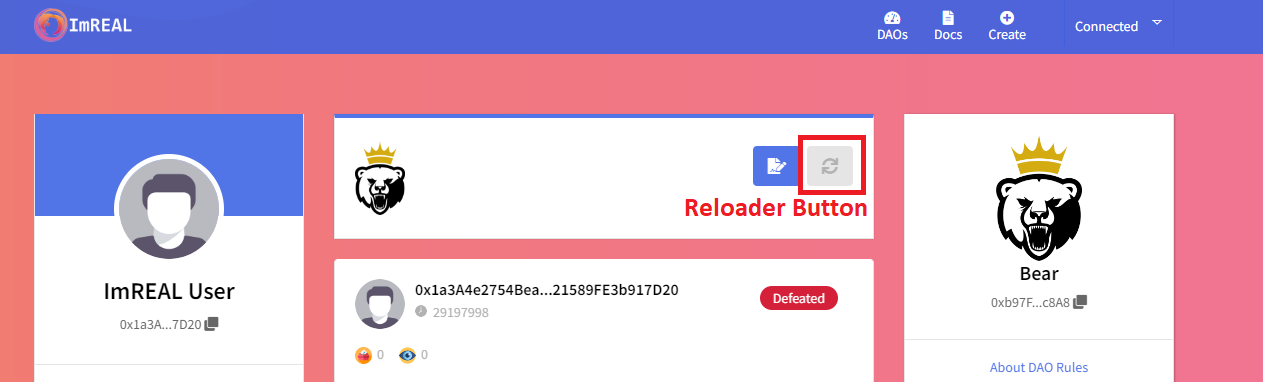 ImREAL
DAOs
Docs
Create
Connected
Reloader Button
ImREAL User
0x1a3A...7D20
0x1a3A4e2754Bea...21589FE3b917D20
29197998
Defeated
0
0
Bear
0xb97F...c8A8
About DAO Rules